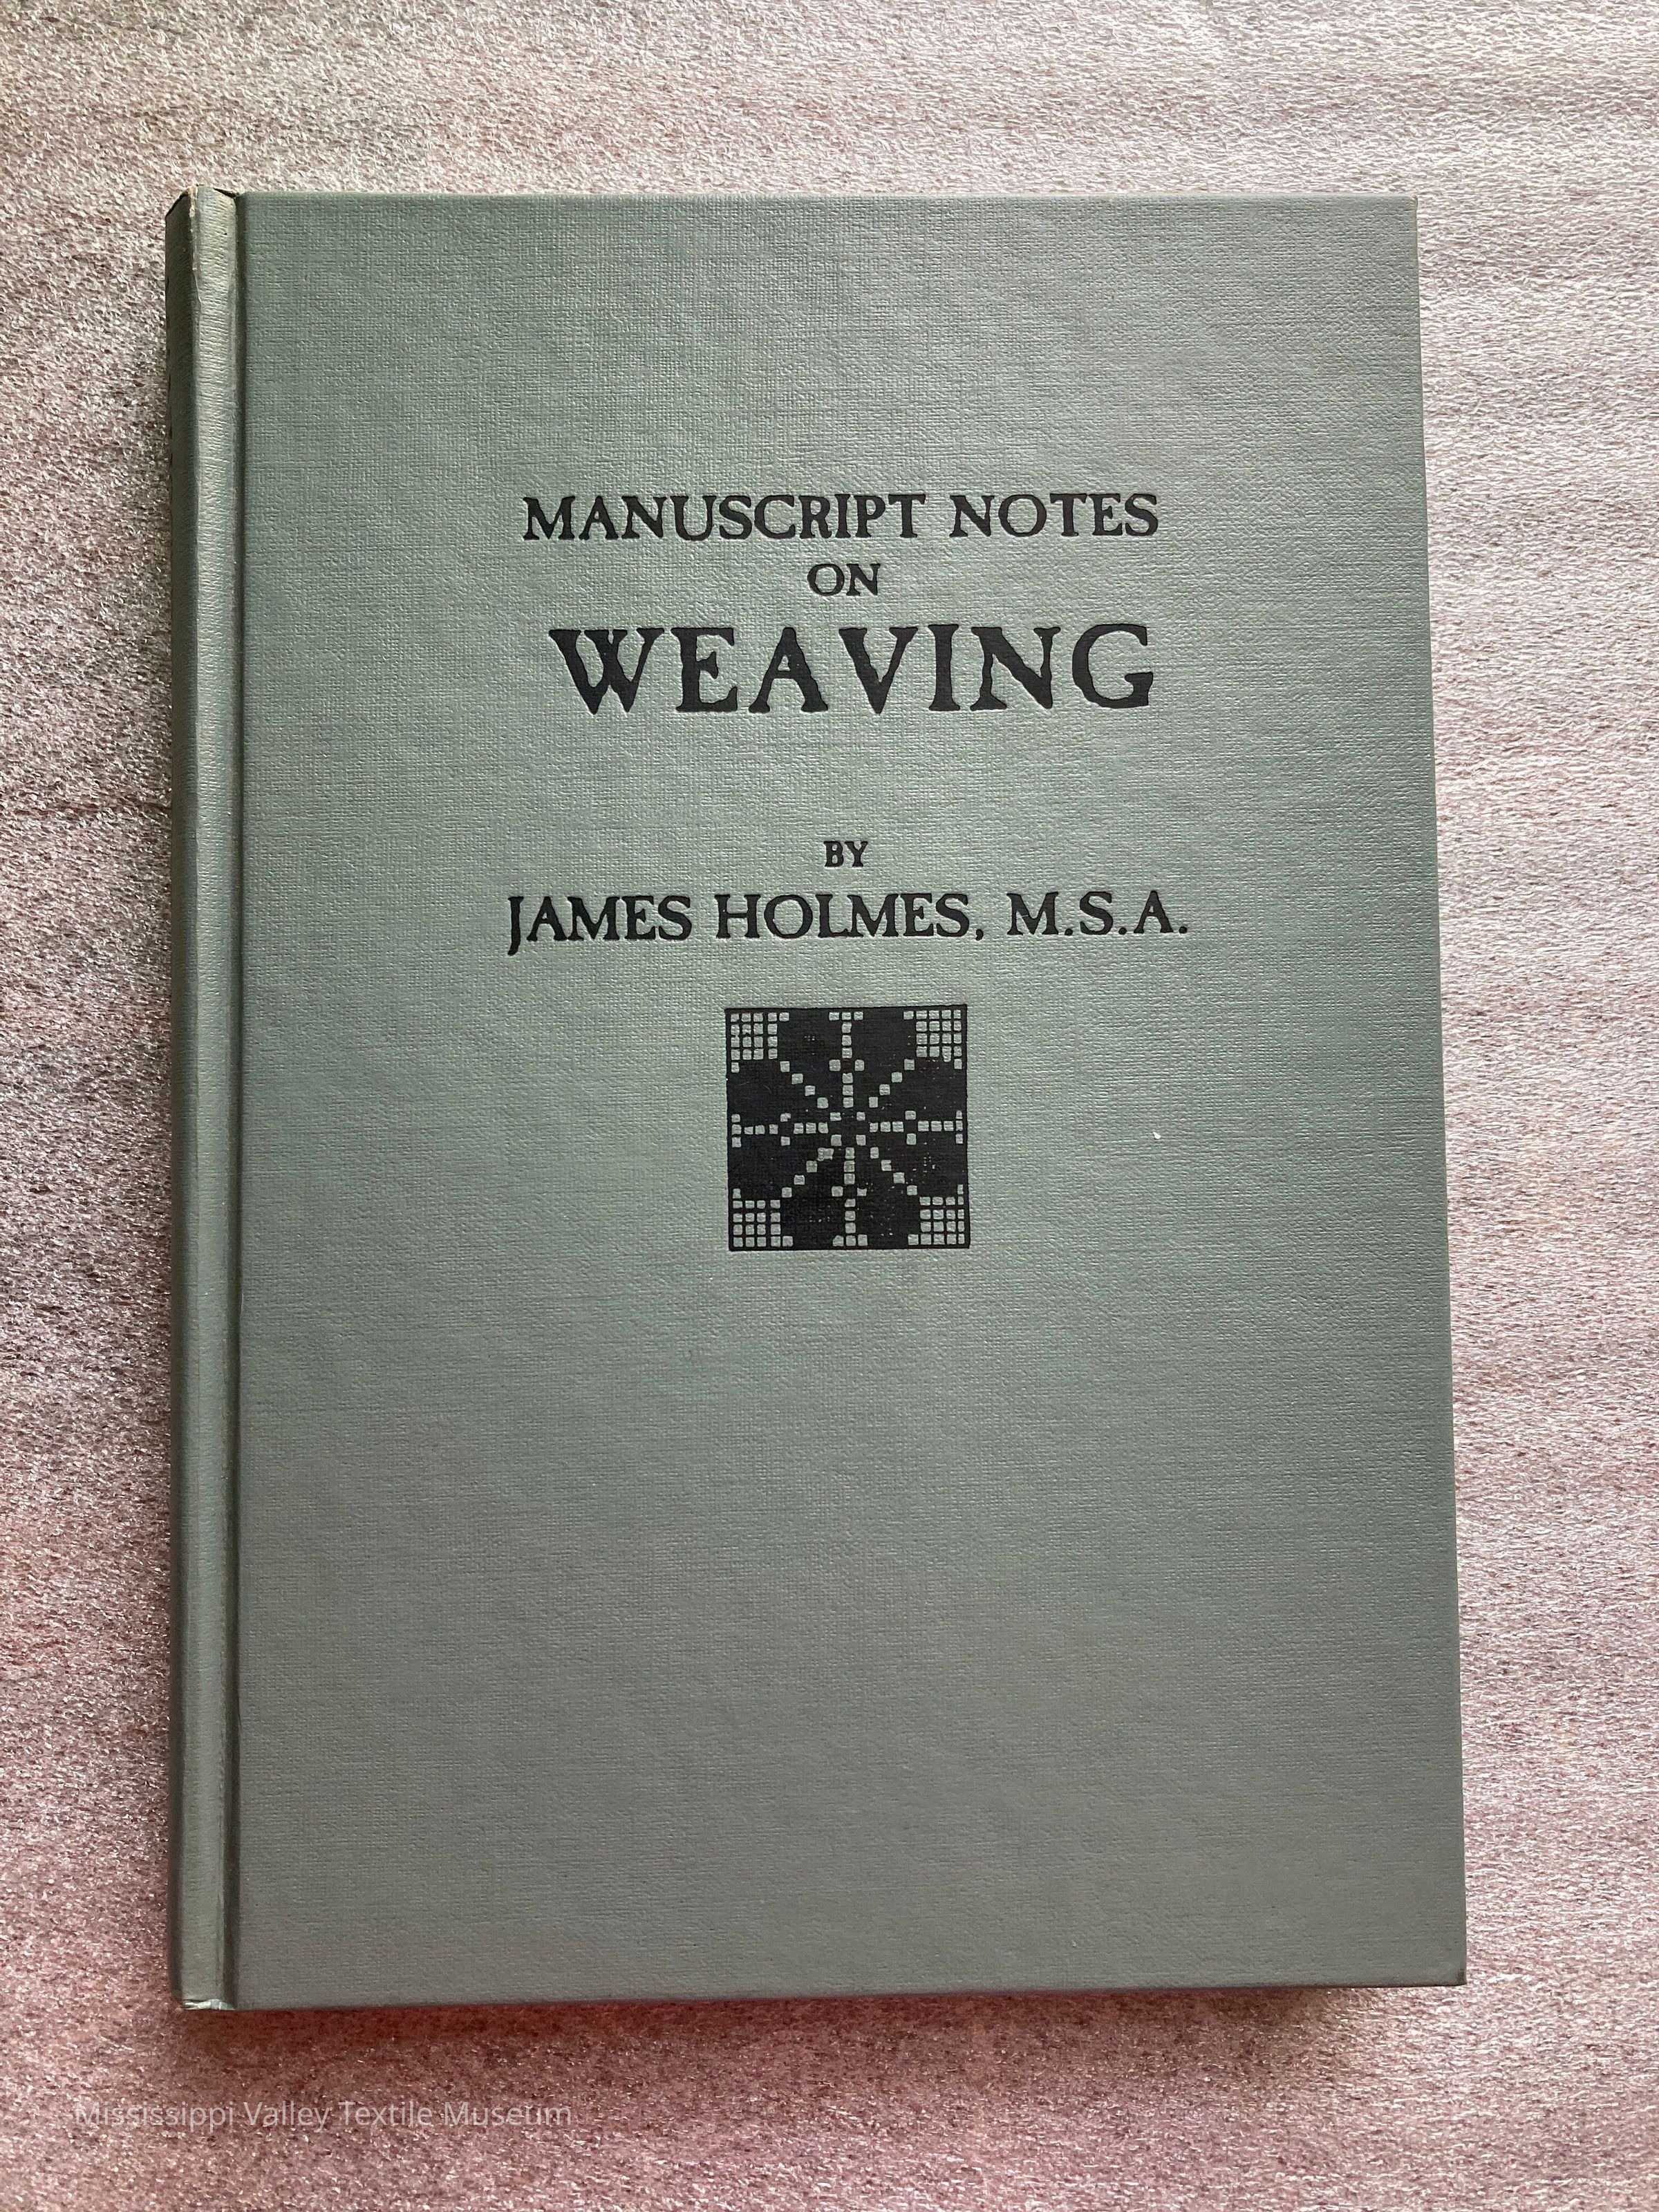 MANUSCRIPT NOTES
ON
WEAVING
BY
JAMES HOLMES, M.S.A.
Mississippi Valley Textile Museum